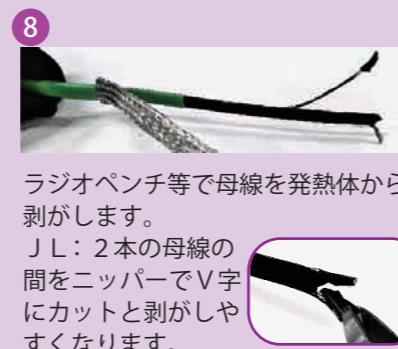 8
ラジオペンチ等で母線を発熱体から
剥がします。
ＪＬ：２本の母線の
間をニッパーでＶ字
にカットと剥がしや
すくなります。